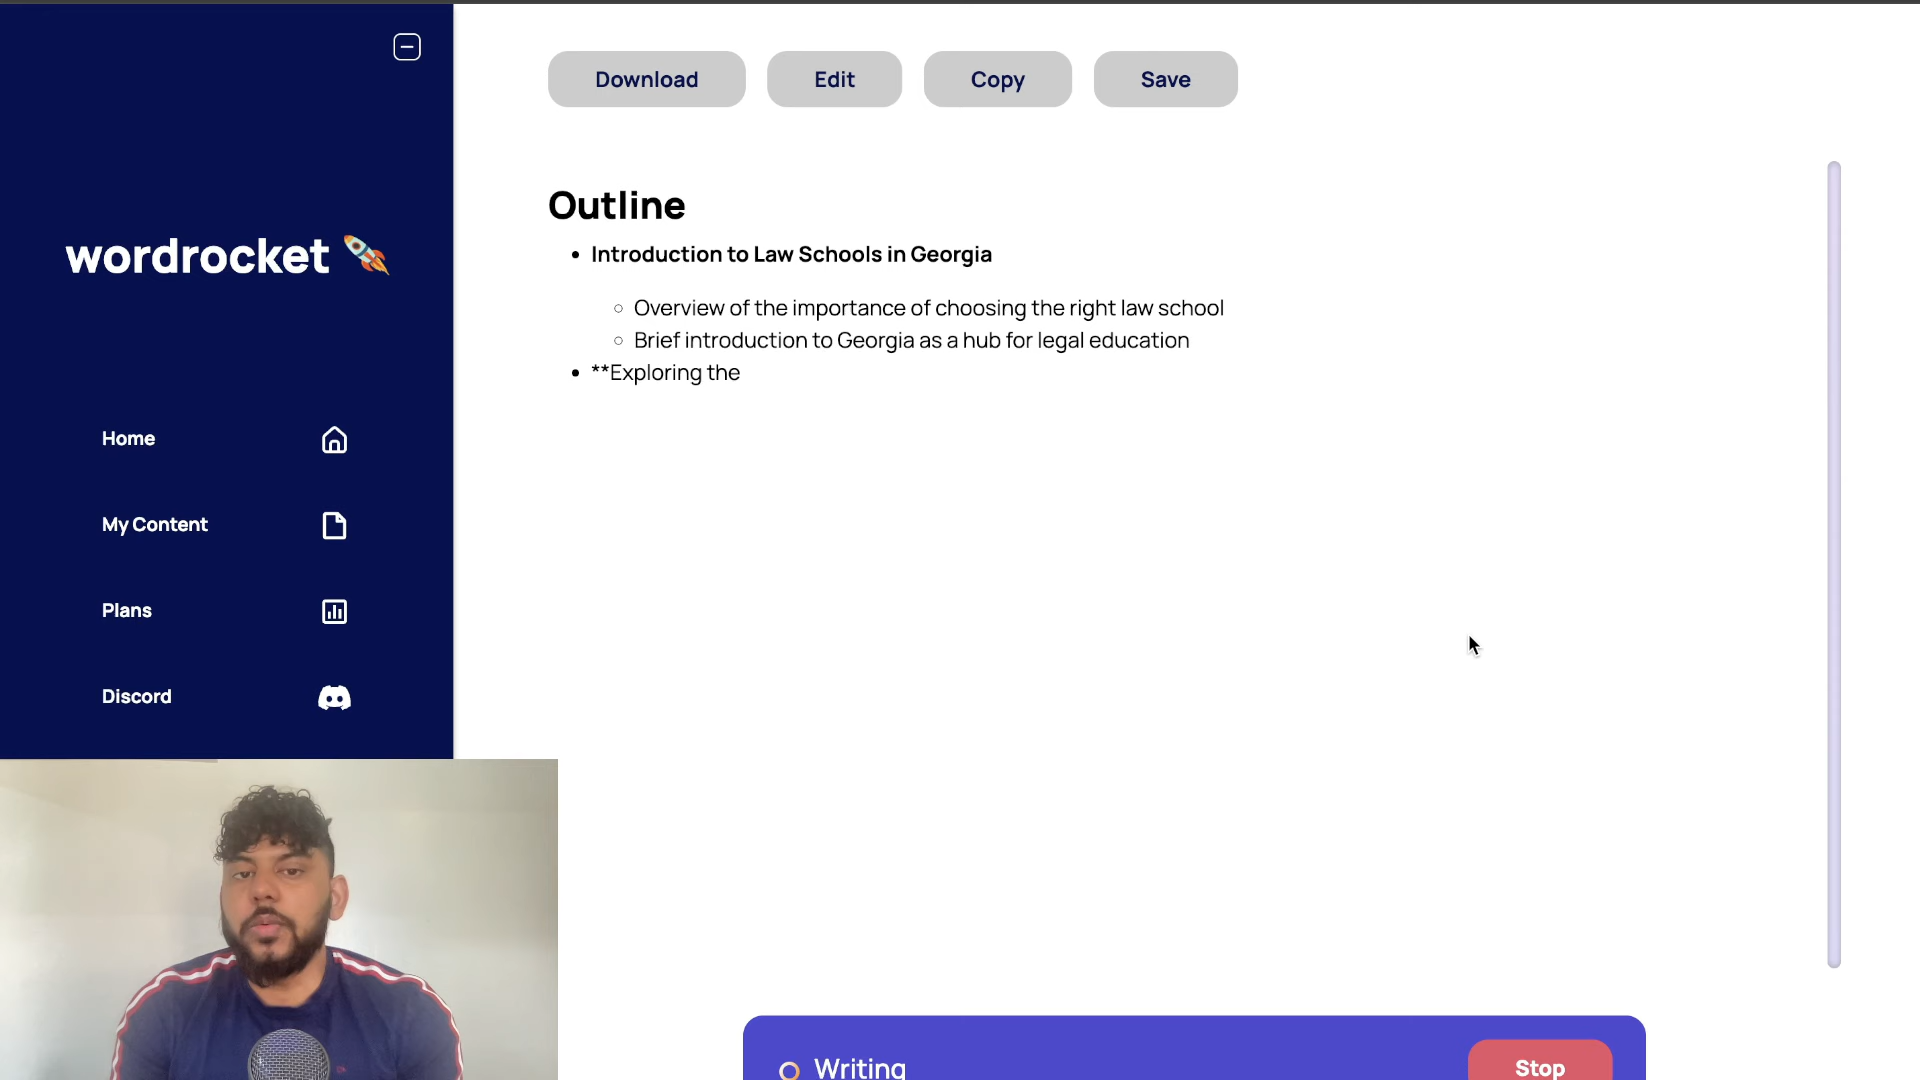 Download Edit Copy Save
wordrocket
Home
My Content
Plans
Discord
Outline
Introduction to Law Schools in Georgia
Overview of the importance of choosing the right law school
Brief introduction to Georgia as a hub for legal education
**Exploring the
Writing
Stop